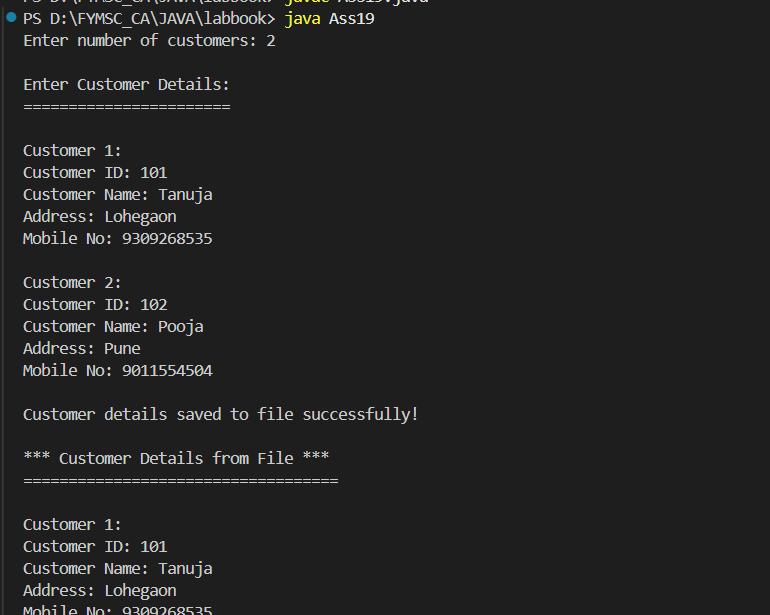 PS D:\FYMSC_CA\JAVA\labbook> javac Ass19.java
PS D:\FYMSC_CA\JAVA\labbook> java Ass19
Enter number of customers: 2
Enter Customer Details:
=======================
Customer 1:
Customer ID: 101
Customer Name: Tanuja
Address: Lohegaon
Mobile No: 9309268535
Customer 2:
Customer ID: 102
Customer Name: Pooja
Address: Pune
Mobile No: 9011554504
Customer details saved to file successfully!
*** Customer Details from File ***
===================================
Customer 1:
Customer ID: 101
Customer Name: Tanuja
Address: Lohegaon
Mobile No: 9309268535